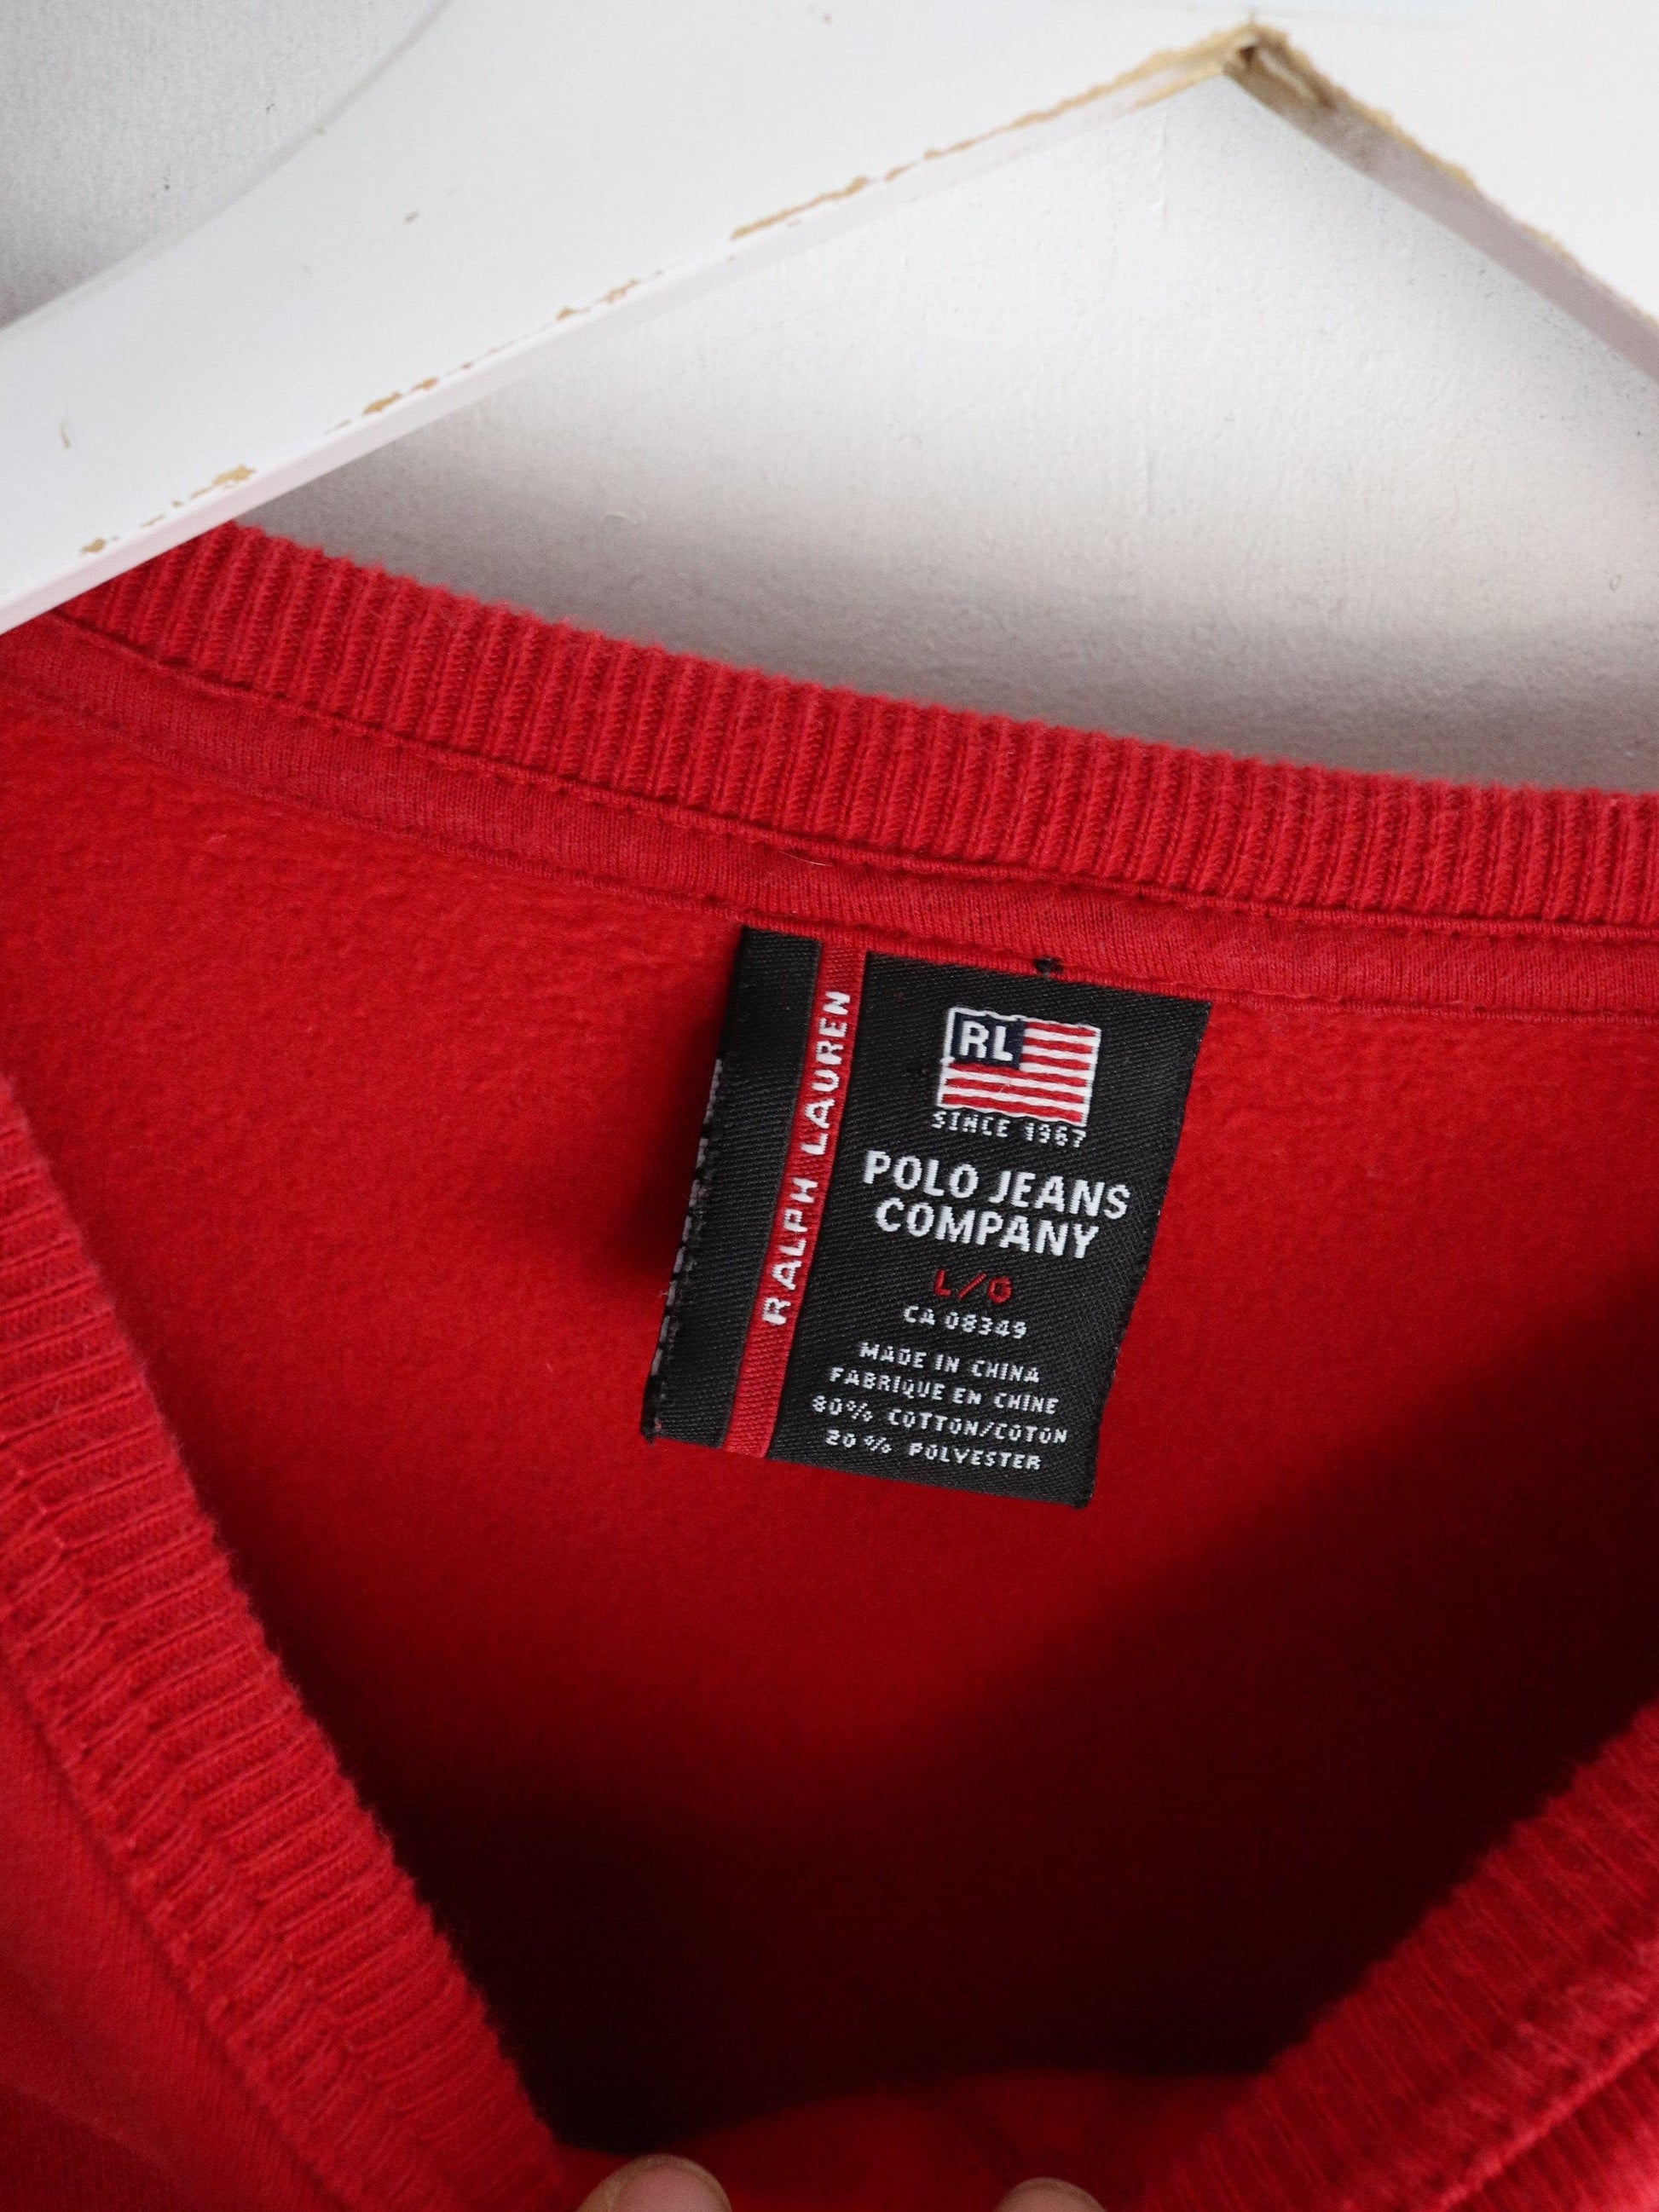 RALPH LAUREN
RL
SINCE 1967
POLO JEANS
COMPANY
L/G
CA 08349
MADE IN CHINA
FABRIQUE EN CHINE
80% COTTON/COTON
20% POLYESTER